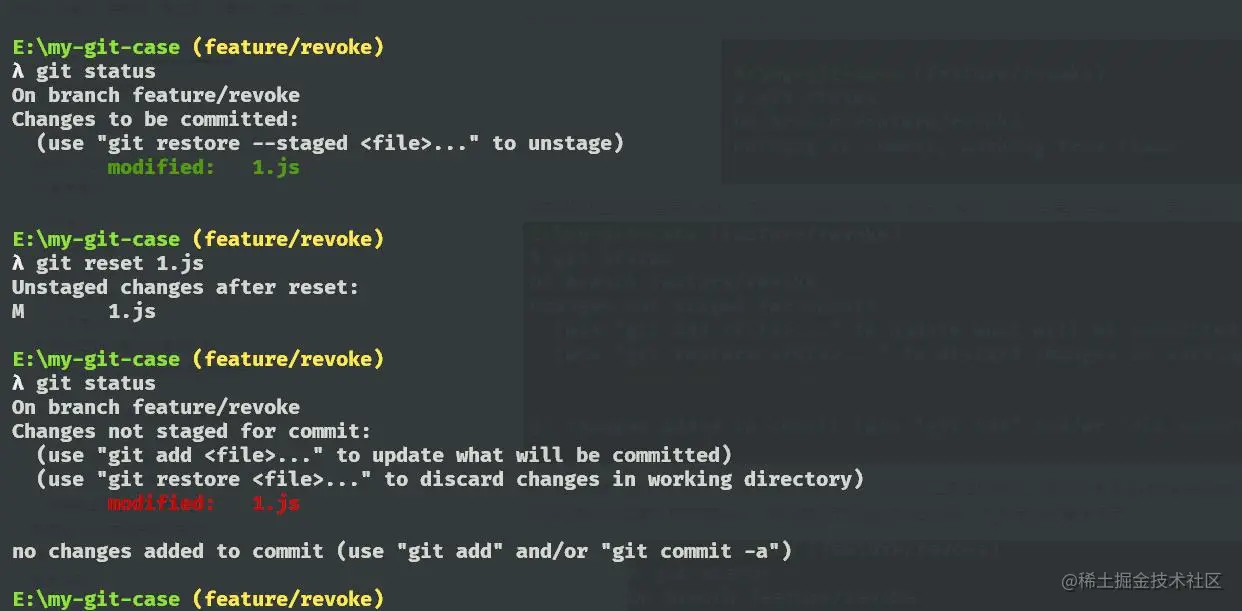 E:\my-git-case (feature/revoke)
λ git status
On branch feature/revoke
Changes to be committed:
  (use "git restore --staged <file>..." to unstage)
        modified:   1.js
E:\my-git-case (feature/revoke)
λ git reset 1.js
Unstaged changes after reset:
M       1.js
E:\my-git-case (feature/revoke)
λ git status
On branch feature/revoke
Changes not staged for commit:
  (use "git add <file>..." to update what will be committed)
  (use "git restore <file>..." to discard changes in working directory)
        modified:   1.js
no changes added to commit (use "git add" and/or "git commit -a")
E:\my-git-case (feature/revoke)
@稀土掘金技术社区